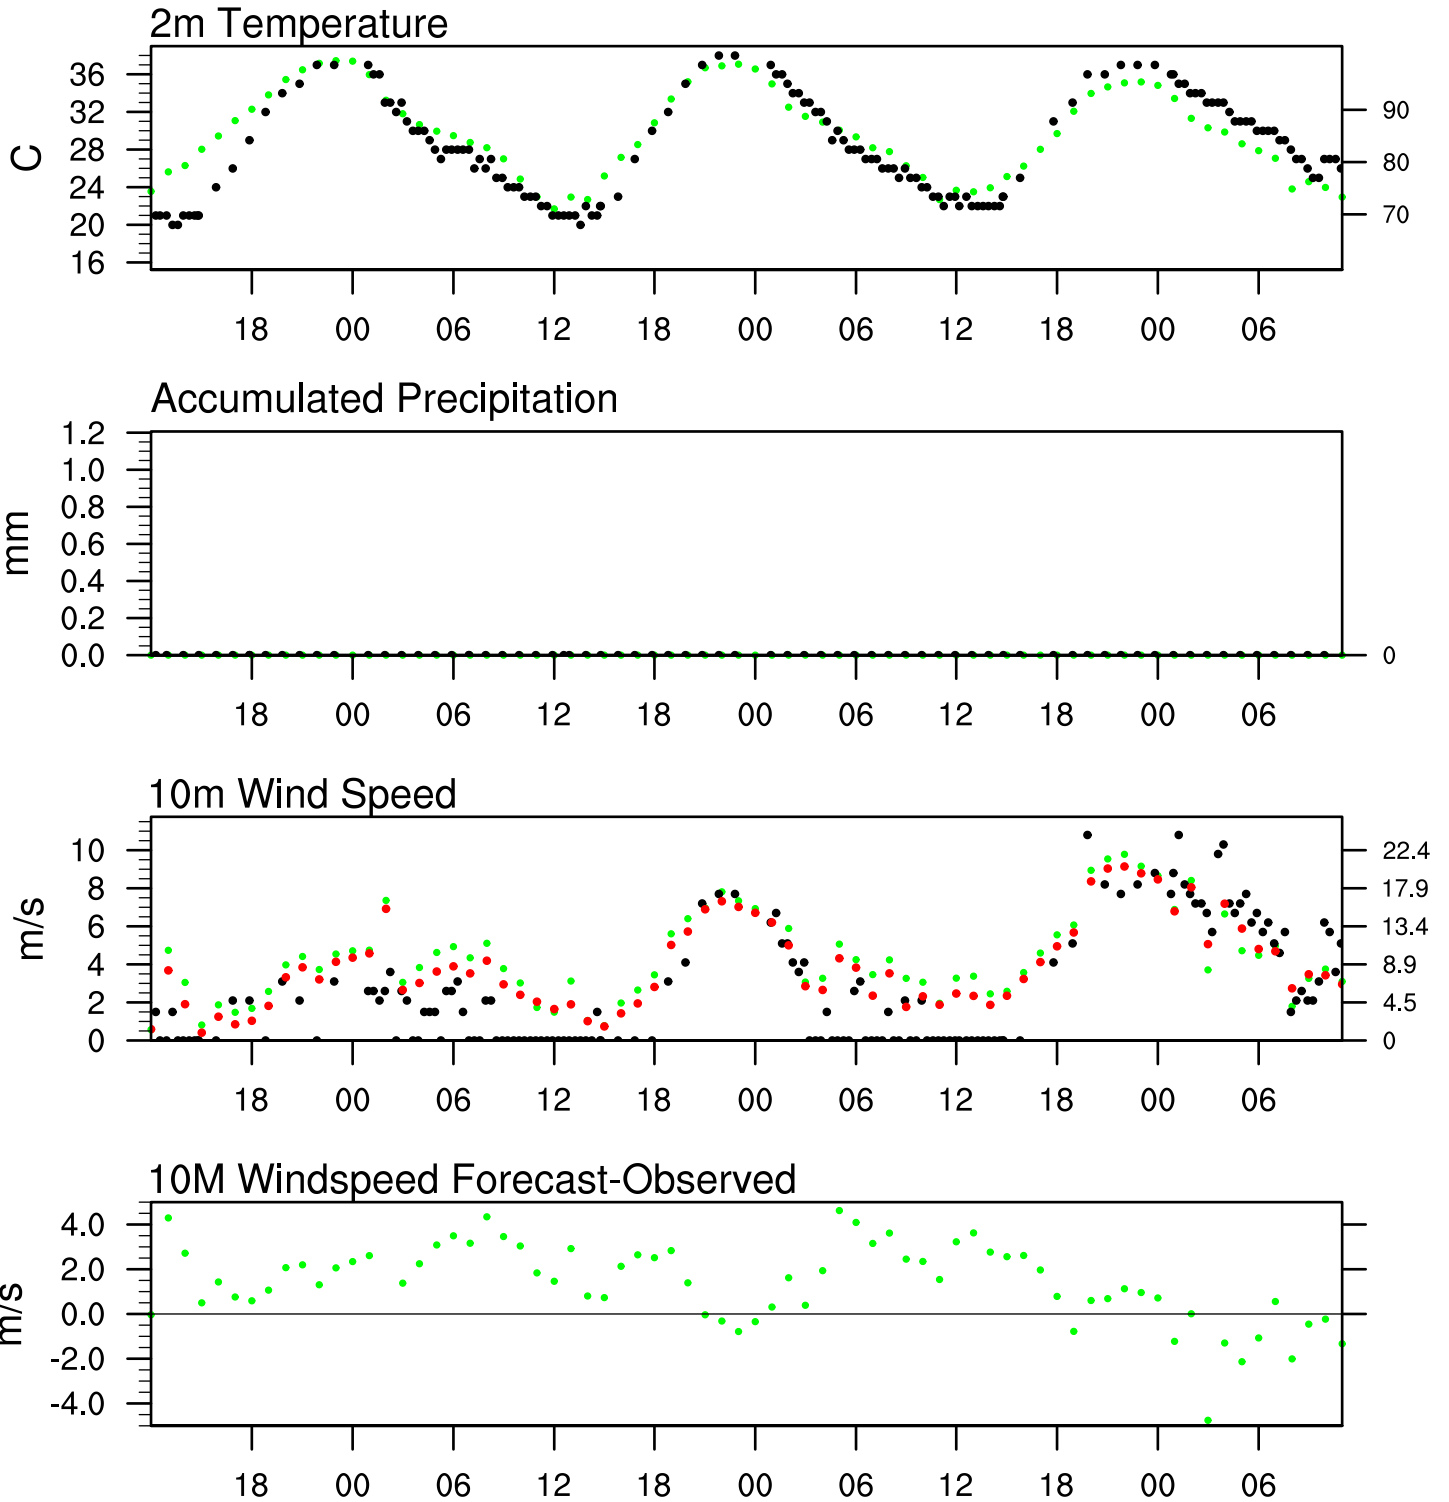 2m Temperature
36
32
28
24
20
16
C
90
80
70
18 00 06 12 18 00 06 12 18 00 06
Accumulated Precipitation
1.2
1.0
0.8
0.6
0.4
0.2
0.0
mm
0
18 00 06 12 18 00 06 12 18 00 06
10m Wind Speed
10
8
6
4
2
0
m/s
22.4
17.9
13.4
8.9
4.5
0
18 00 06 12 18 00 06 12 18 00 06
10M Windspeed Forecast-Observed
4.0
2.0
0.0
-2.0
-4.0
m/s
18 00 06 12 18 00 06 12 18 00 06